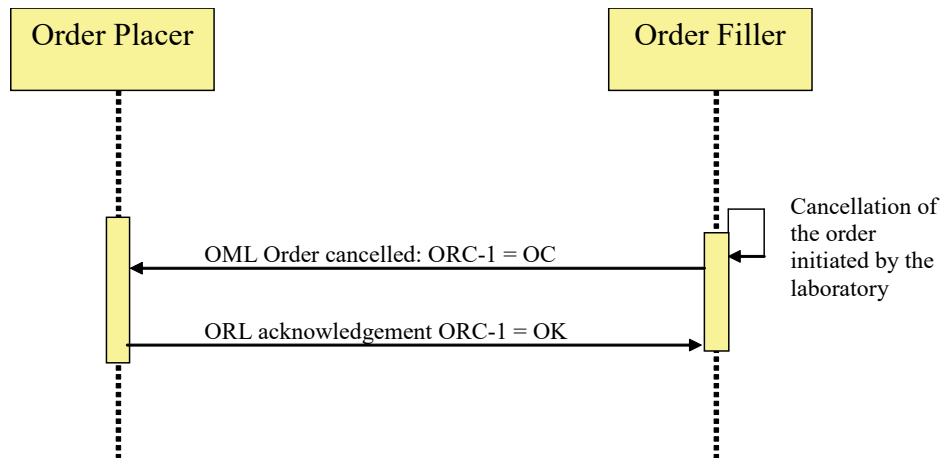 Order Placer
Order Filler
Cancellation of
the order
initiated by the
laboratory
OML Order cancelled: ORC-1 = OC
ORL acknowledgement ORC-1 = OK